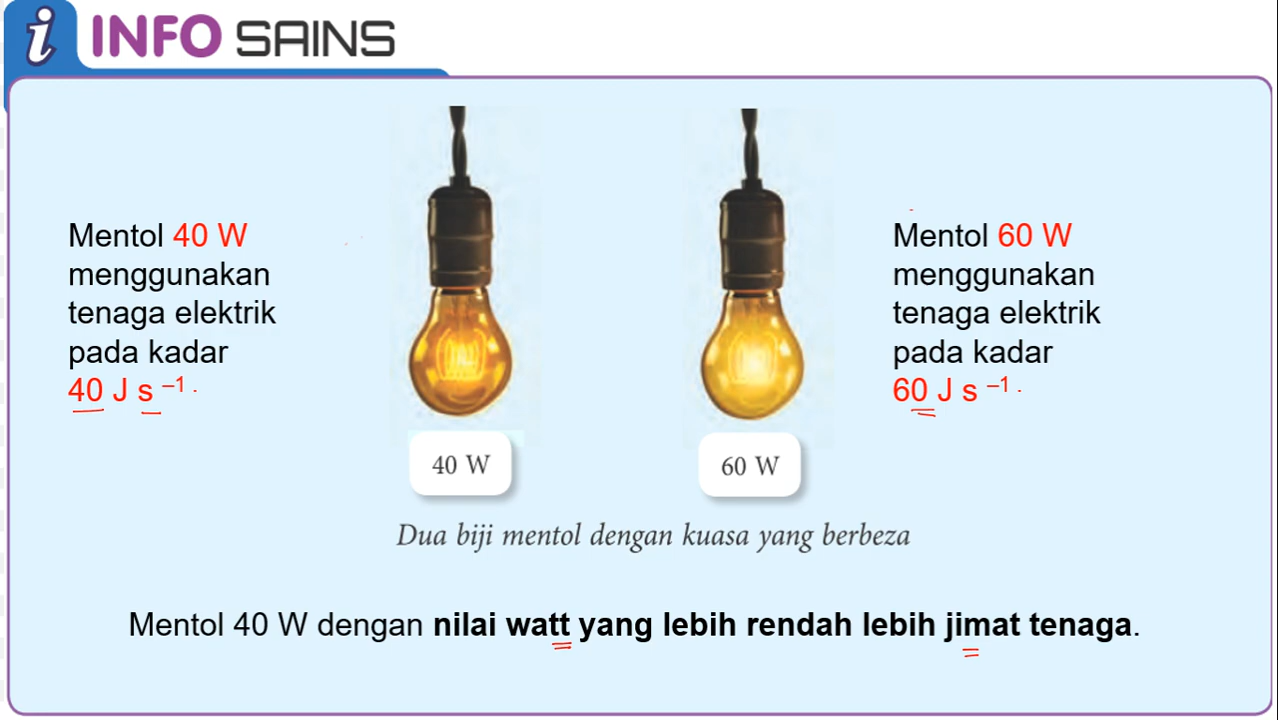 i INFO SAINS
Mentol 40 W
menggunakan
tenaga elektrik
pada kadar
40 J s⁻¹.
40 W
Mentol 60 W
menggunakan
tenaga elektrik
pada kadar
60 J s⁻¹.
60 W
Dua biji mentol dengan kuasa yang berbeza
Mentol 40 W dengan nilai watt yang lebih rendah lebih jimat tenaga.